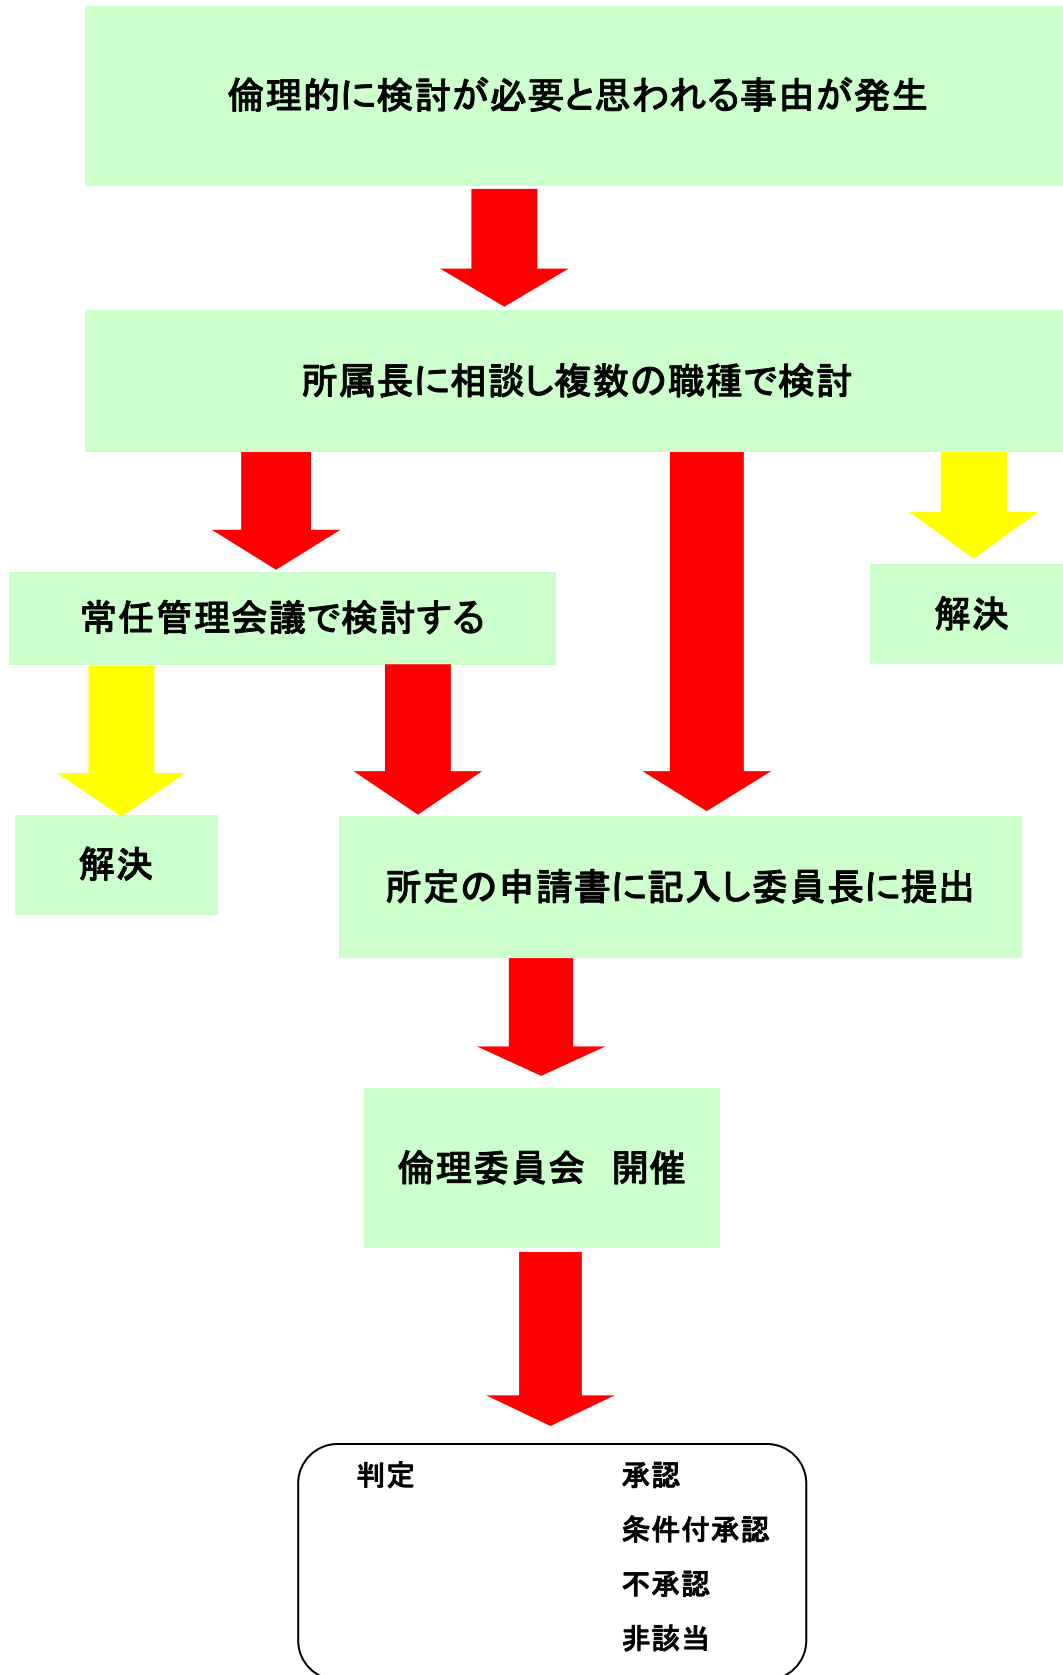 倫理的に検討が必要と思われる事由が発生
所属長に相談し複数の職種で検討
常任管理会議で検討する
解決
解決
所定の申請書に記入し委員長に提出
倫理委員会　開催
判定　承認
条件付承認
不承認
非該当